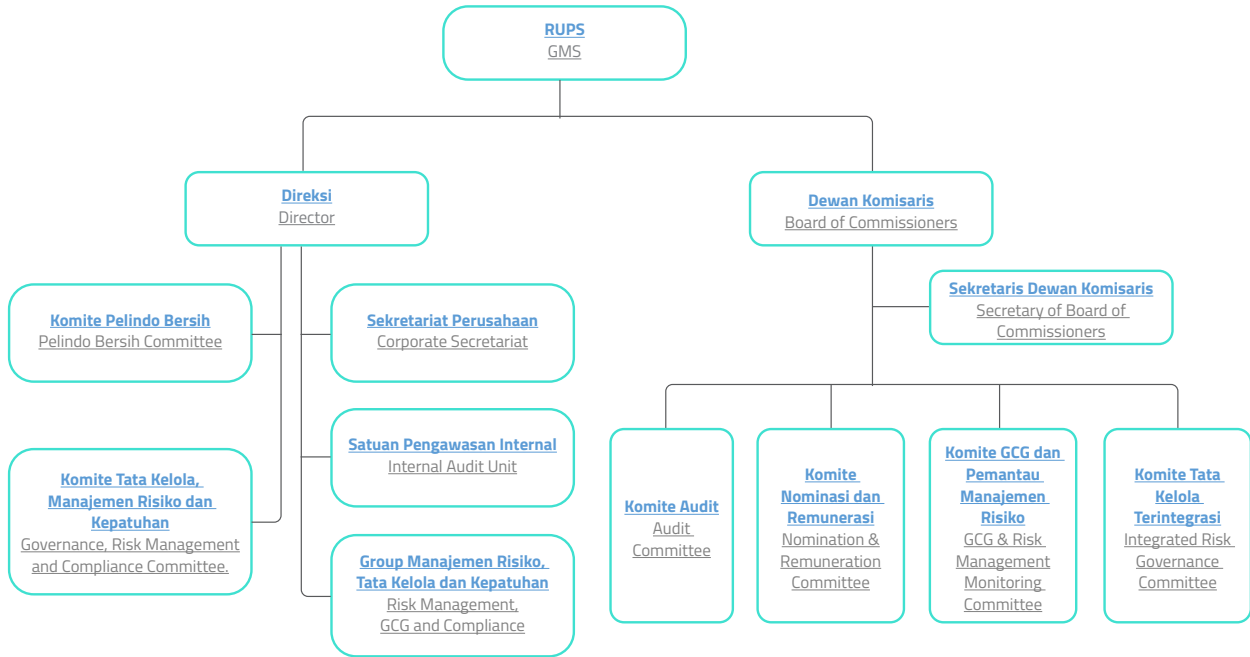 RUPS
GMS
Direksi
Director
Dewan Komisaris
Board of Commissioners
Komite Pelindo Bersih
Pelindo Bersih Committee
Sekretariat Perusahaan
Corporate Secretariat
Sekretaris Dewan Komisaris
Secretary of Board of
Commissioners
Komite Tata Kelola,
Manajemen Risiko dan
Kepatuhan
Governance, Risk Management
and Compliance Committee.
Satuan Pengawasan Internal
Internal Audit Unit
Group Manajemen Risiko,
Tata Kelola dan Kepatuhan
Risk Management,
GCG and Compliance
Komite Audit
Audit
Committee
Komite
Nominasi dan
Remunerasi
Nomination &
Remuneration
Committee
Komite GCG dan
Pemantau
Manajemen
Risiko
GCG & Risk
Management
Monitoring
Committee
Komite Tata
Kelola
Terintegrasi
Integrated Risk
Governance
Committee